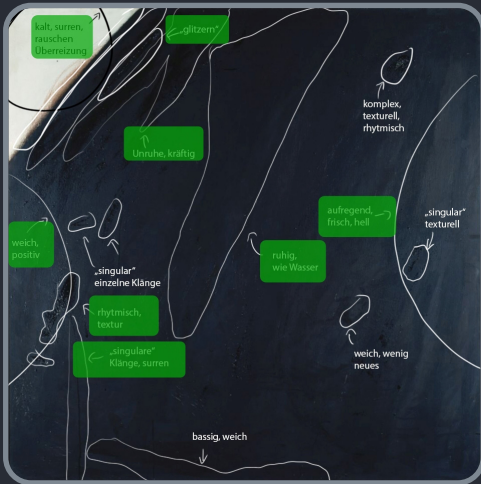 kalt, surren,
rauschen
Überreizung
„glitzern“
komplex,
texturell,
rhytmisch
Unruhe, kräftig
aufregend,
frisch, hell
„singular“
texturell
weich,
positiv
ruhig,
wie Wasser
„singular“
einzelne Klänge
rhytmisch,
textur
„singulare“
Klänge, surren
weich, wenig
neues
bassig, weich